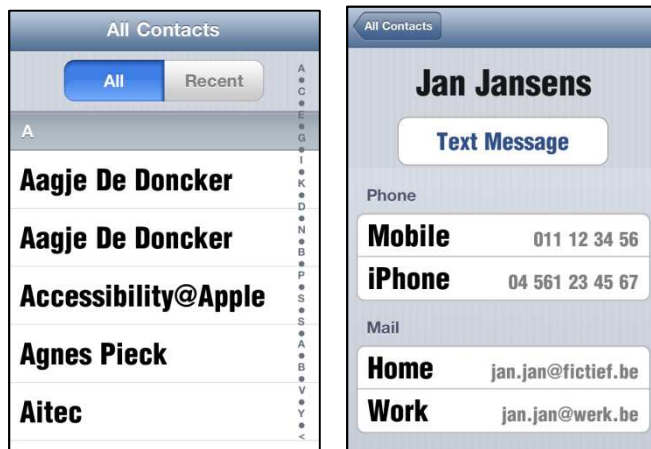 All Contacts
All Recent
A
Aagje De Doncker
Aagje De Doncker
Accessibility@Apple
Agnes Pieck
Aitec
A
C
E
G
I
K
D
N
B
P
S
S
A
B
V
Y
<
All Contacts
Jan Jansens
Text Message
Phone
Mobile 011 12 34 56
iPhone 04 561 23 45 67
Mail
Home jan.jan@fictief.be
Work jan.jan@werk.be